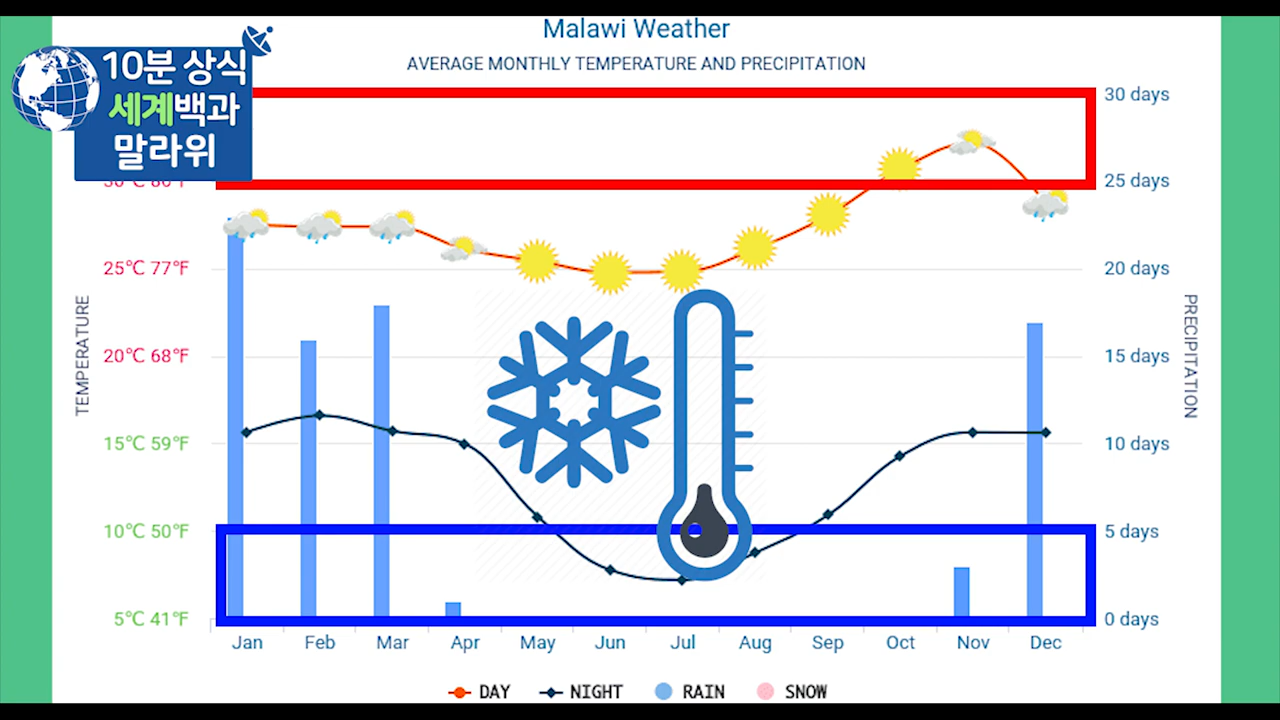 Malawi Weather
AVERAGE MONTHLY TEMPERATURE AND PRECIPITATION
10분 상식
세계백과
말라위
30 days
25 days
25℃ 77℉
20 days
20℃ 68℉
15 days
15℃ 59℉
10 days
10℃ 50℉
5 days
5℃ 41℉
0 days
TEMPERATURE
PRECIPITATION
Jan Feb Mar Apr May Jun Jul Aug Sep Oct Nov Dec
DAY NIGHT RAIN SNOW